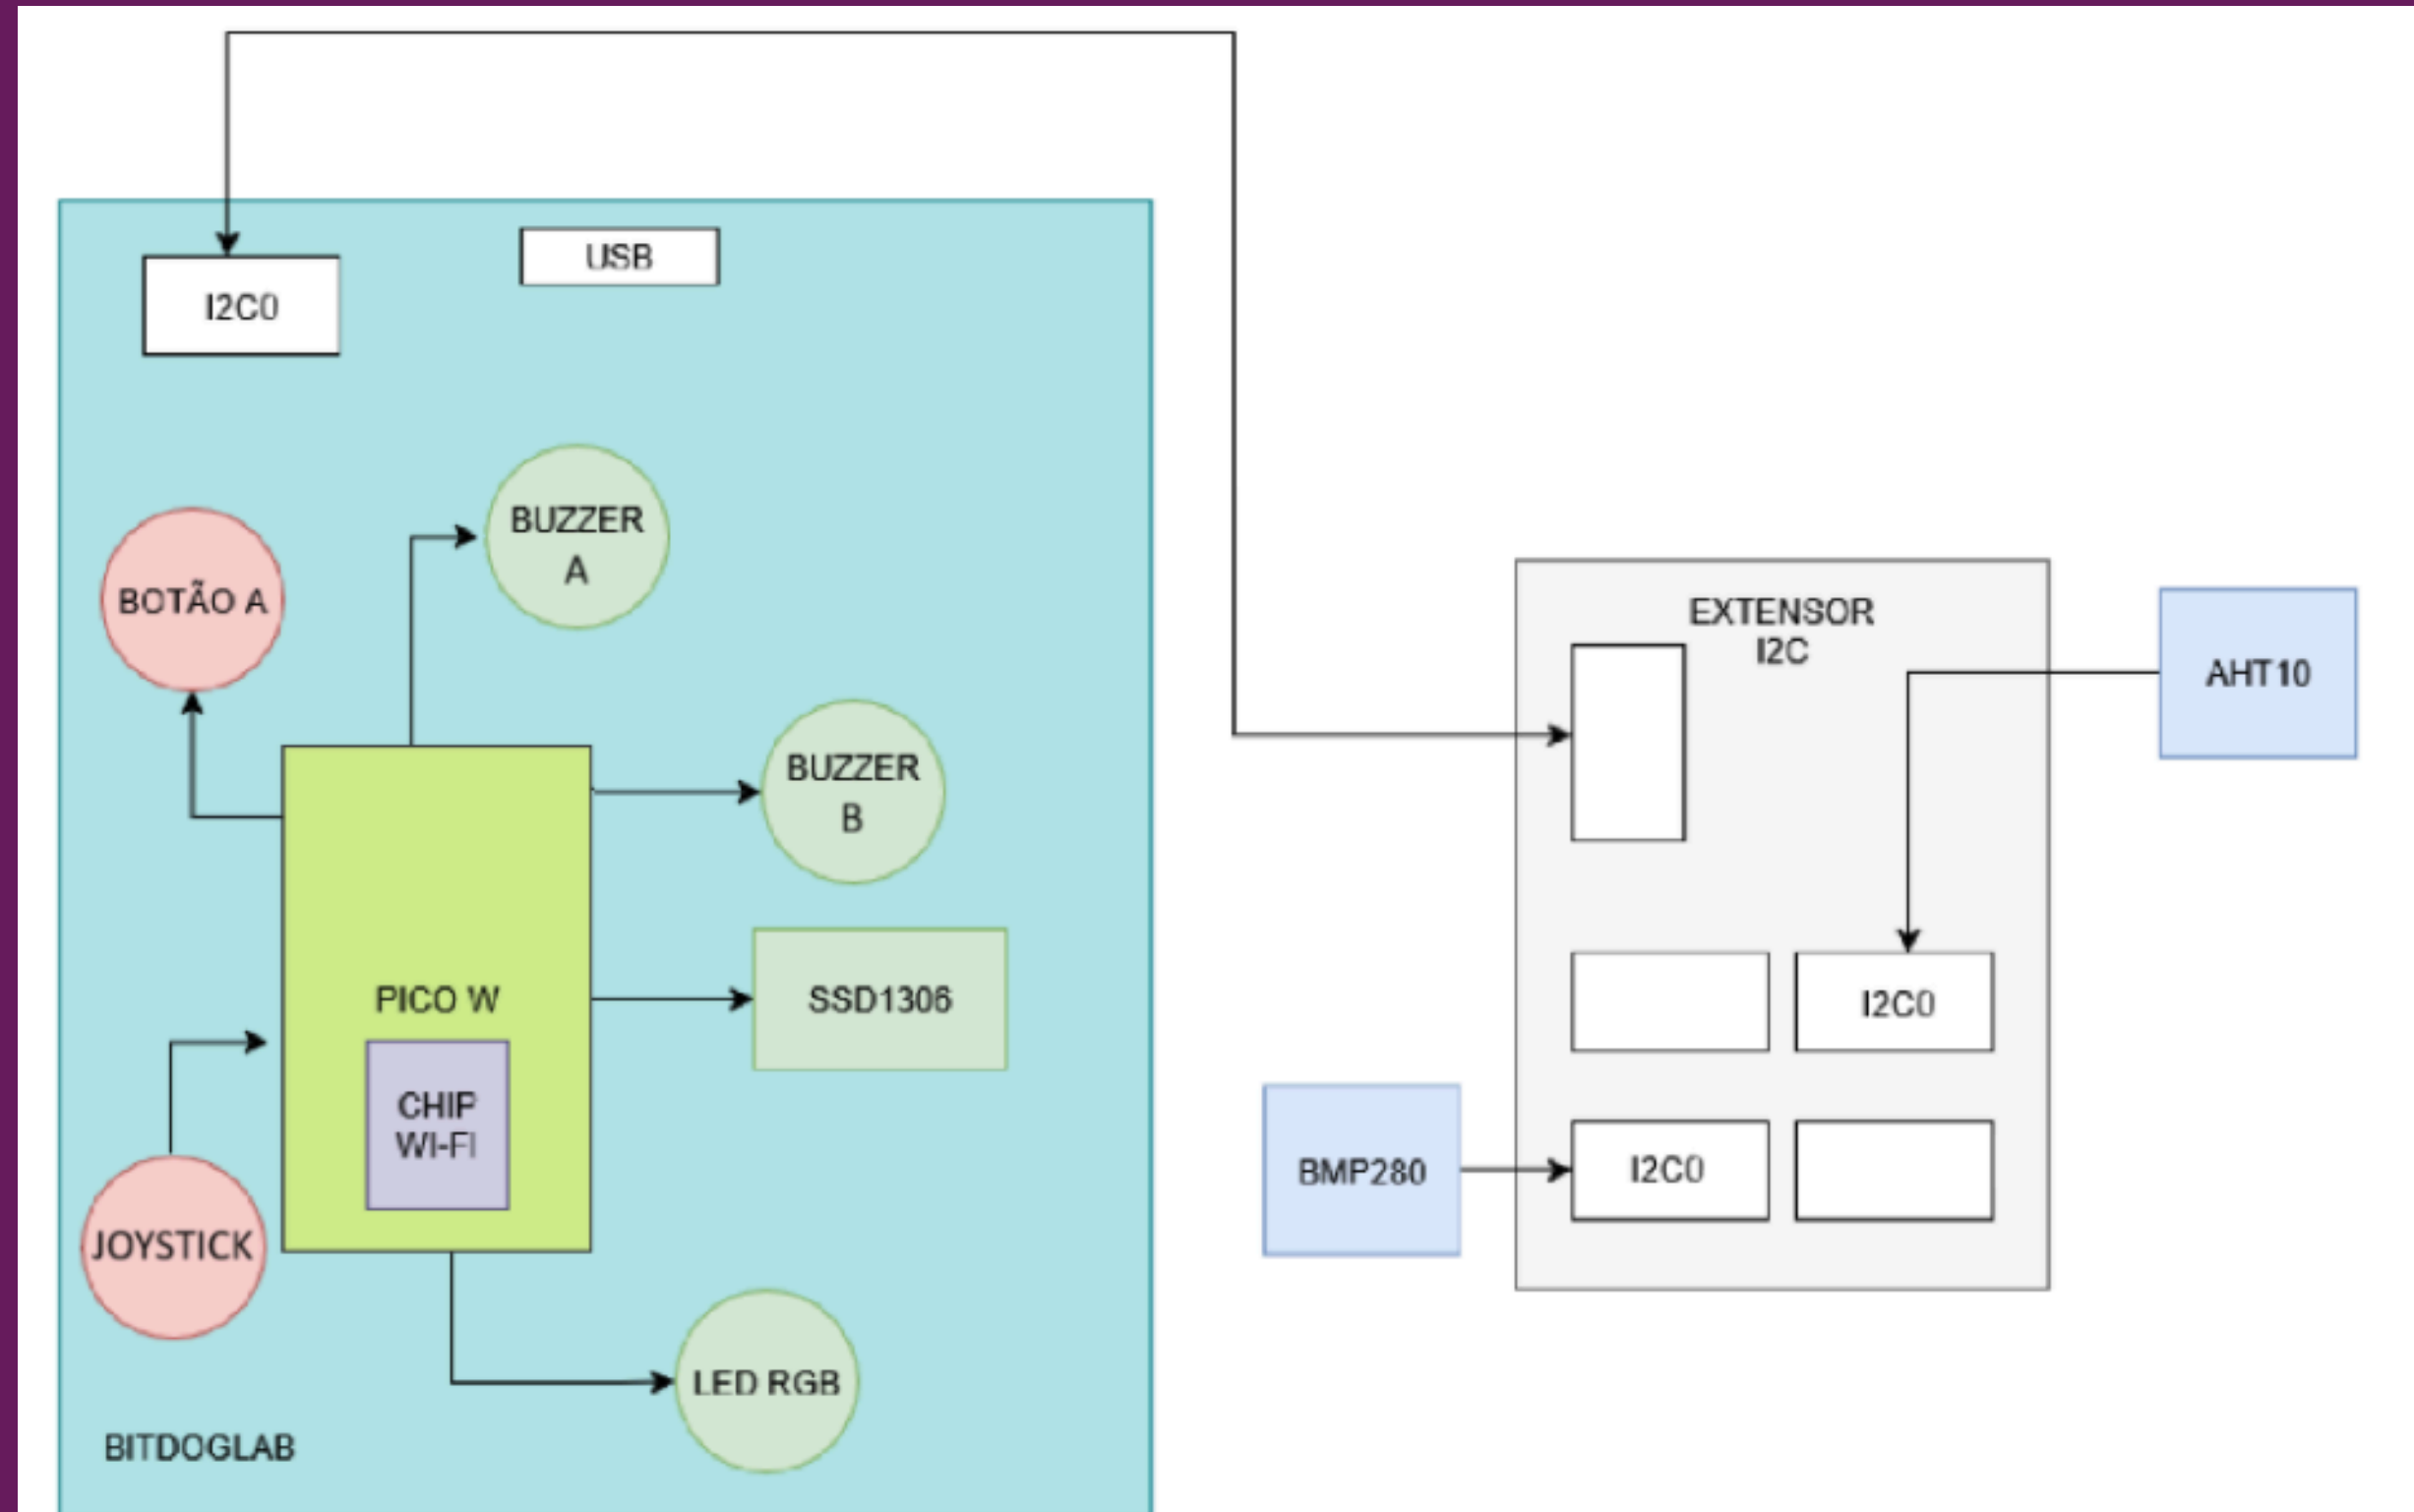 I2C0
USB
BUZZER
A
BOTÃO A
BUZZER
B
PICO W
SSD1306
CHIP
WI-FI
JOYSTICK
LED RGB
BITDOGLAB
EXTENSOR
I2C
AHT10
I2C0
BMP280
I2C0